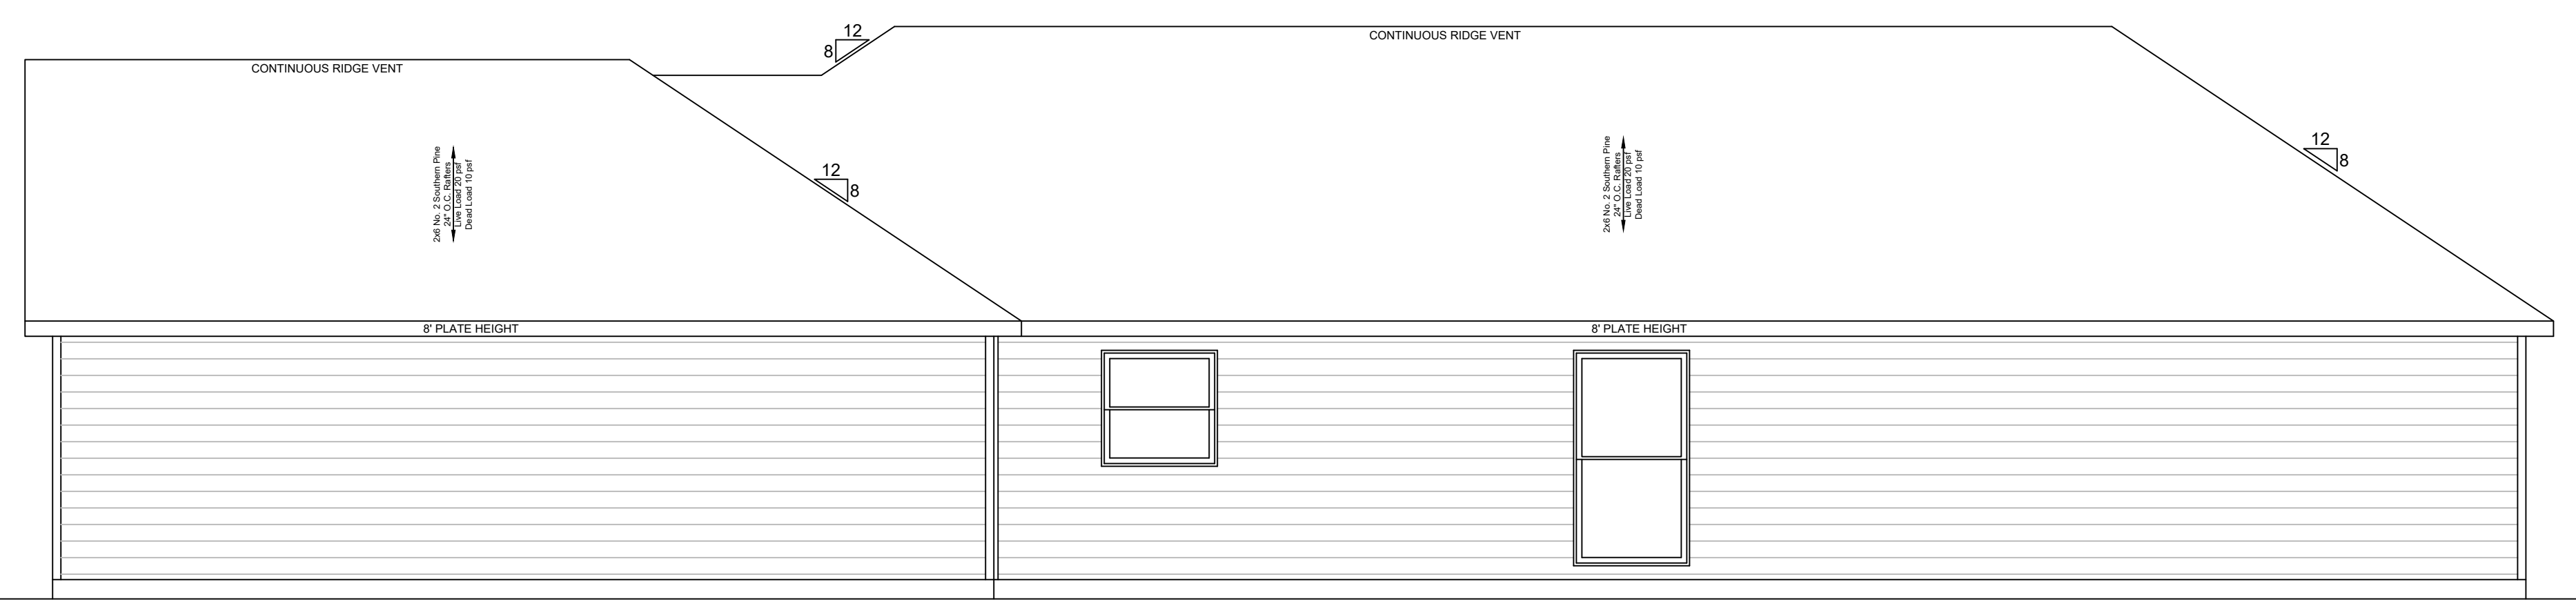 12
8
CONTINUOUS RIDGE VENT
CONTINUOUS RIDGE VENT
12
8
12
8
2x6 No. 2 Southern Pine
24" O.C. Rafters
Live Load 20 psf
Dead Load 10 psf
2x6 No. 2 Southern Pine
24" O.C. Rafters
Live Load 20 psf
Dead Load 10 psf
8' PLATE HEIGHT
8' PLATE HEIGHT